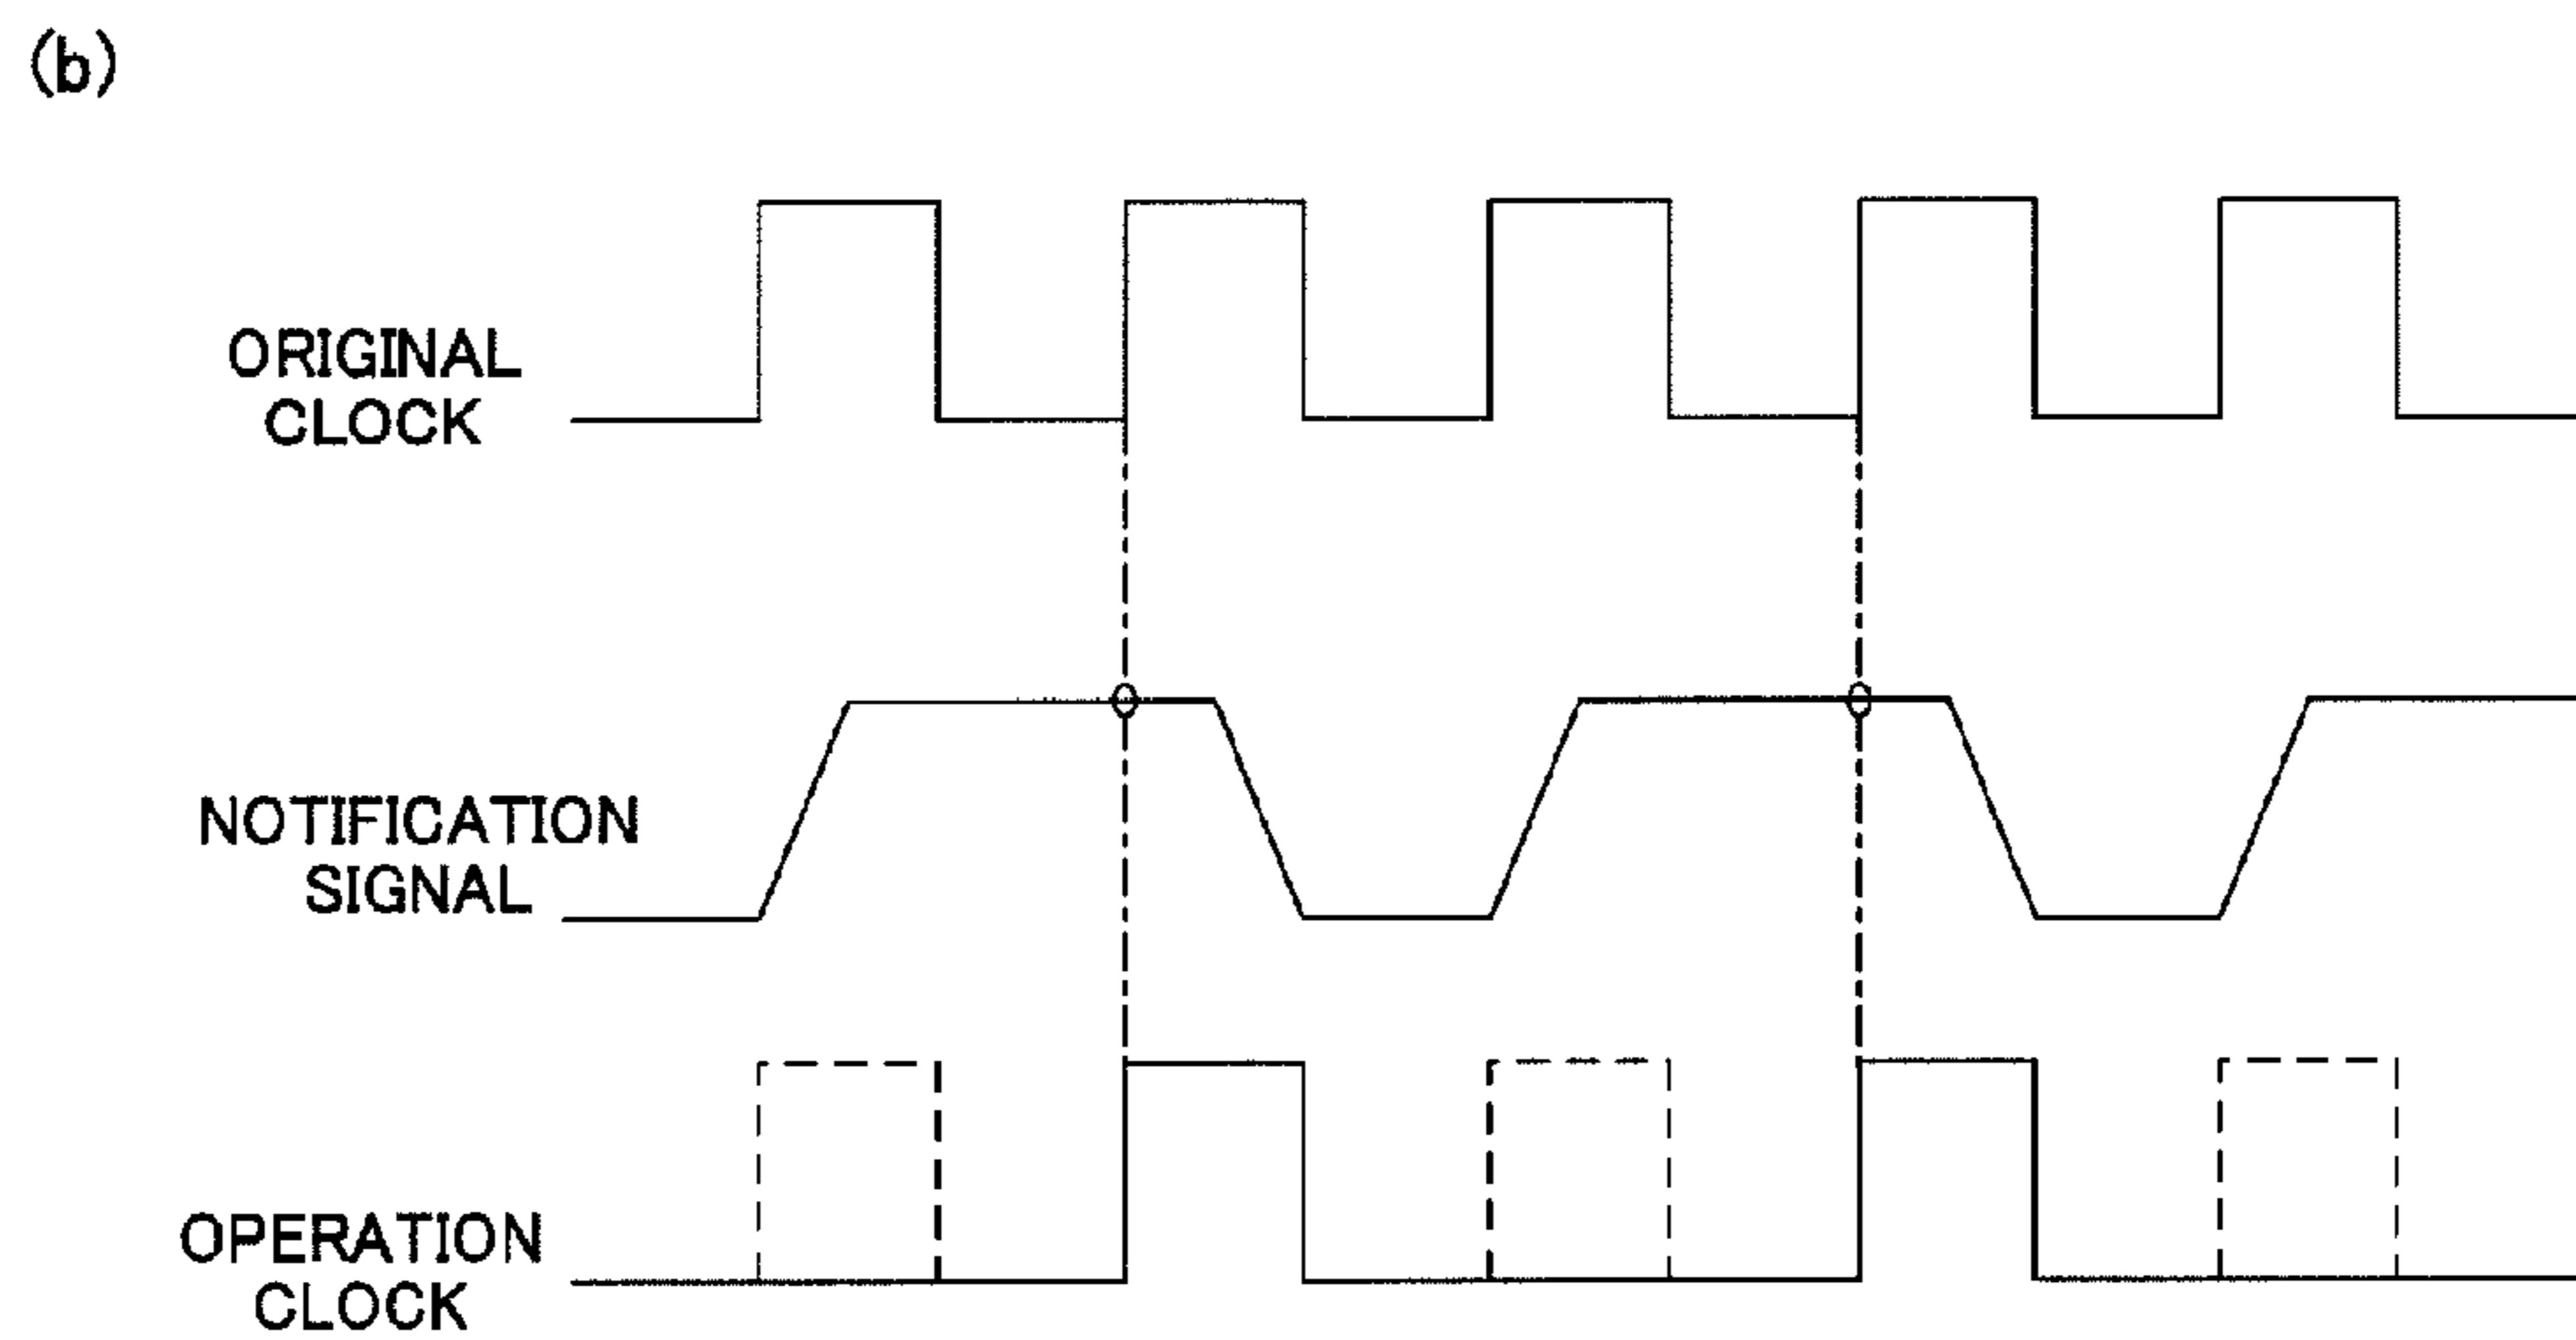 (b)
ORIGINAL
CLOCK
NOTIFICATION
SIGNAL
OPERATION
CLOCK